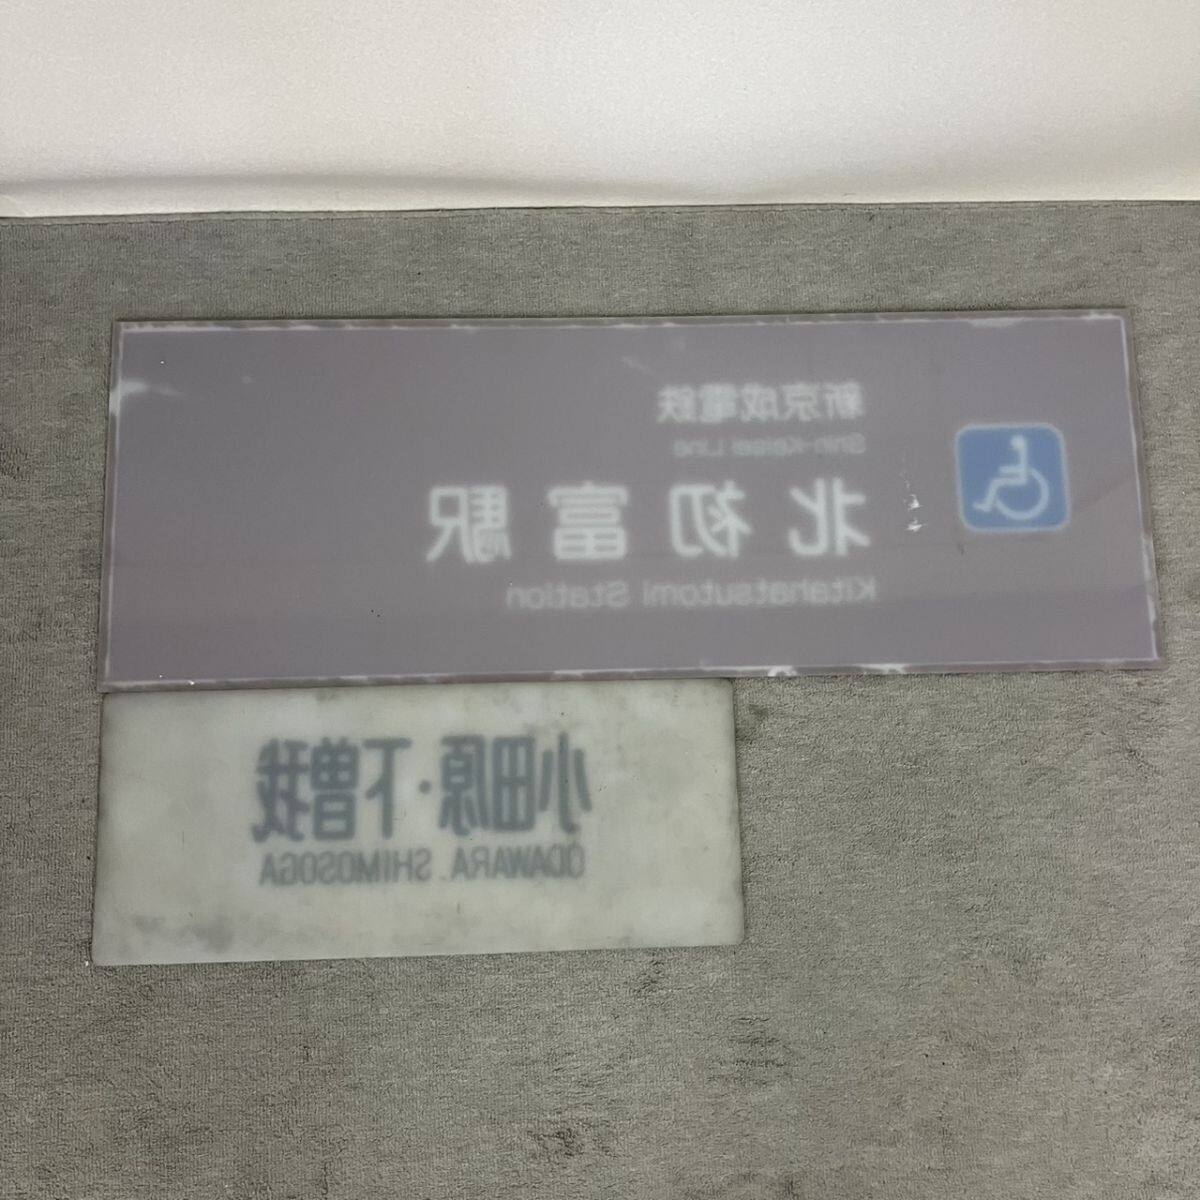 新京成電鉄
Shin-Keisei Line
北初富駅
Kitahatsutomi Station
小田原・下曽我
ODAWARA. SHIMOSOGA